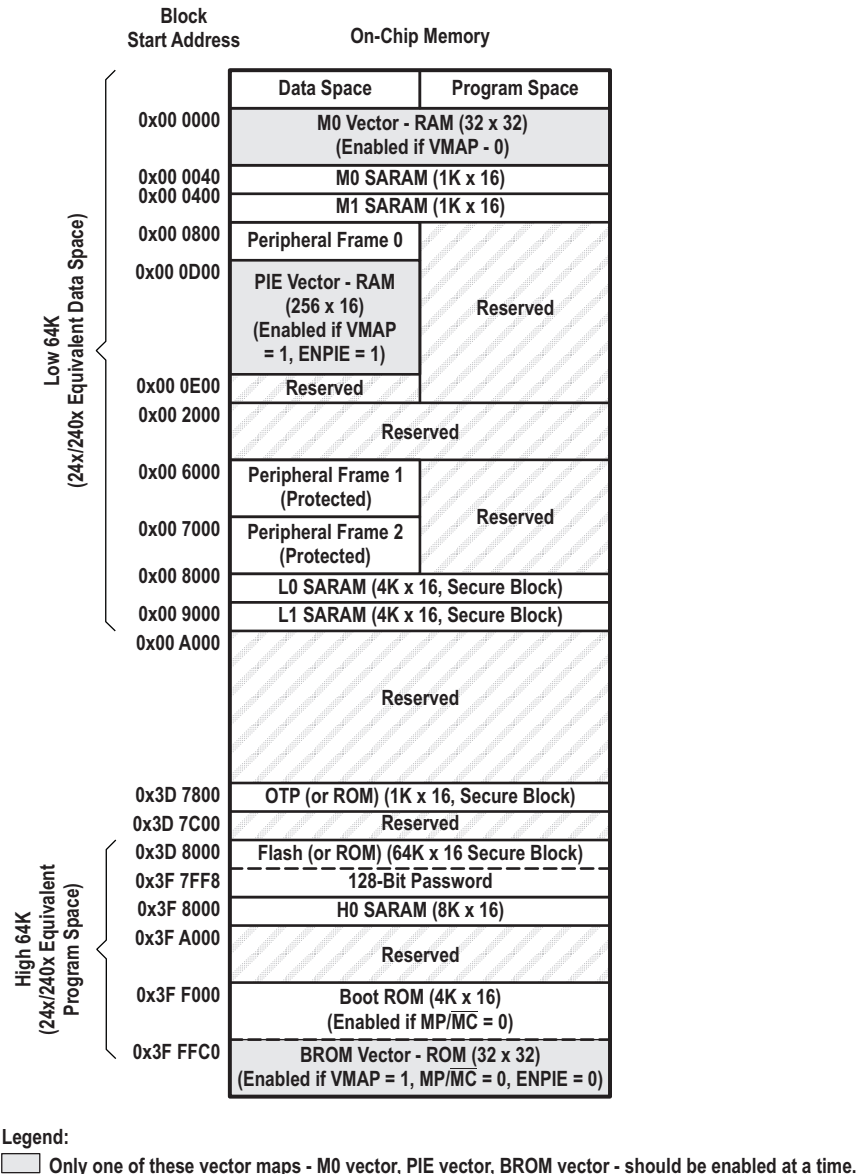 Block
Start Address
On-Chip Memory
Data Space
Program Space
0x00 0000
M0 Vector - RAM (32 x 32)
(Enabled if VMAP - 0)
0x00 0040
M0 SARAM (1K x 16)
0x00 0400
M1 SARAM (1K x 16)
0x00 0800
Peripheral Frame 0
0x00 0D00
PIE Vector - RAM
(256 x 16)
(Enabled if VMAP
= 1, ENPIE = 1)
Reserved
0x00 0E00
Reserved
0x00 2000
Reserved
Low 64K
(24x/240x Equivalent Data Space)
0x00 6000
Peripheral Frame 1
(Protected)
Reserved
0x00 7000
Peripheral Frame 2
(Protected)
0x00 8000
L0 SARAM (4K x 16, Secure Block)
0x00 9000
L1 SARAM (4K x 16, Secure Block)
0x00 A000
Reserved
0x3D 7800
OTP (or ROM) (1K x 16, Secure Block)
0x3D 7C00
Reserved
0x3D 8000
Flash (or ROM) (64K x 16 Secure Block)
0x3F 7FF8
128-Bit Password
0x3F 8000
H0 SARAM (8K x 16)
0x3F A000
Reserved
High 64K
(24x/240x Equivalent
Program Space)
0x3F F000
Boot ROM (4K x 16)
(Enabled if MP/MC = 0)
0x3F FFC0
BROM Vector - ROM (32 x 32)
(Enabled if VMAP = 1, MP/MC = 0, ENPIE = 0)
Legend:
Only one of these vector maps - M0 vector, PIE vector, BROM vector - should be enabled at a time.